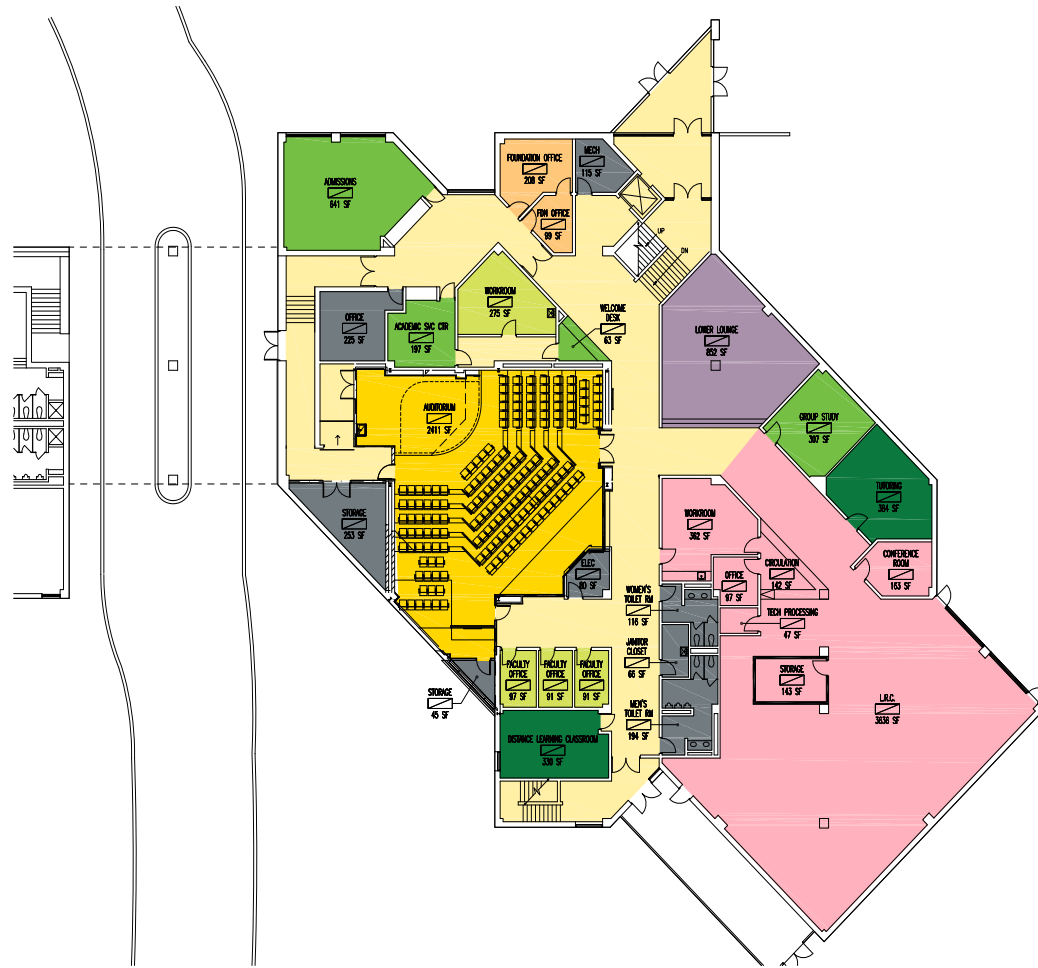 FOUNDATION OFFICE
208 SF
MECH
115 SF
ADMISSIONS
641 SF
FDN OFFICE
99 SF
UP
DN
WORKROOM
275 SF
WELCOME
DESK
63 SF
OFFICE
225 SF
ACADEMIC SVC CTR
197 SF
LOWER LOUNGE
852 SF
AUDITORIUM
2411 SF
GROUP STUDY
307 SF
TUTORING
384 SF
STORAGE
253 SF
WORKROOM
362 SF
ELEC
80 SF
OFFICE
97 SF
CIRCULATION
142 SF
CONFERENCE
ROOM
163 SF
WOMEN'S
TOILET RM
116 SF
TECH PROCESSING
47 SF
JANITOR
CLOSET
66 SF
FACULTY
OFFICE
97 SF
FACULTY
OFFICE
91 SF
FACULTY
OFFICE
91 SF
STORAGE
143 SF
STORAGE
45 SF
MEN'S
TOILET RM
194 SF
L.R.C.
3636 SF
DISTANCE LEARNING CLASSROOM
330 SF